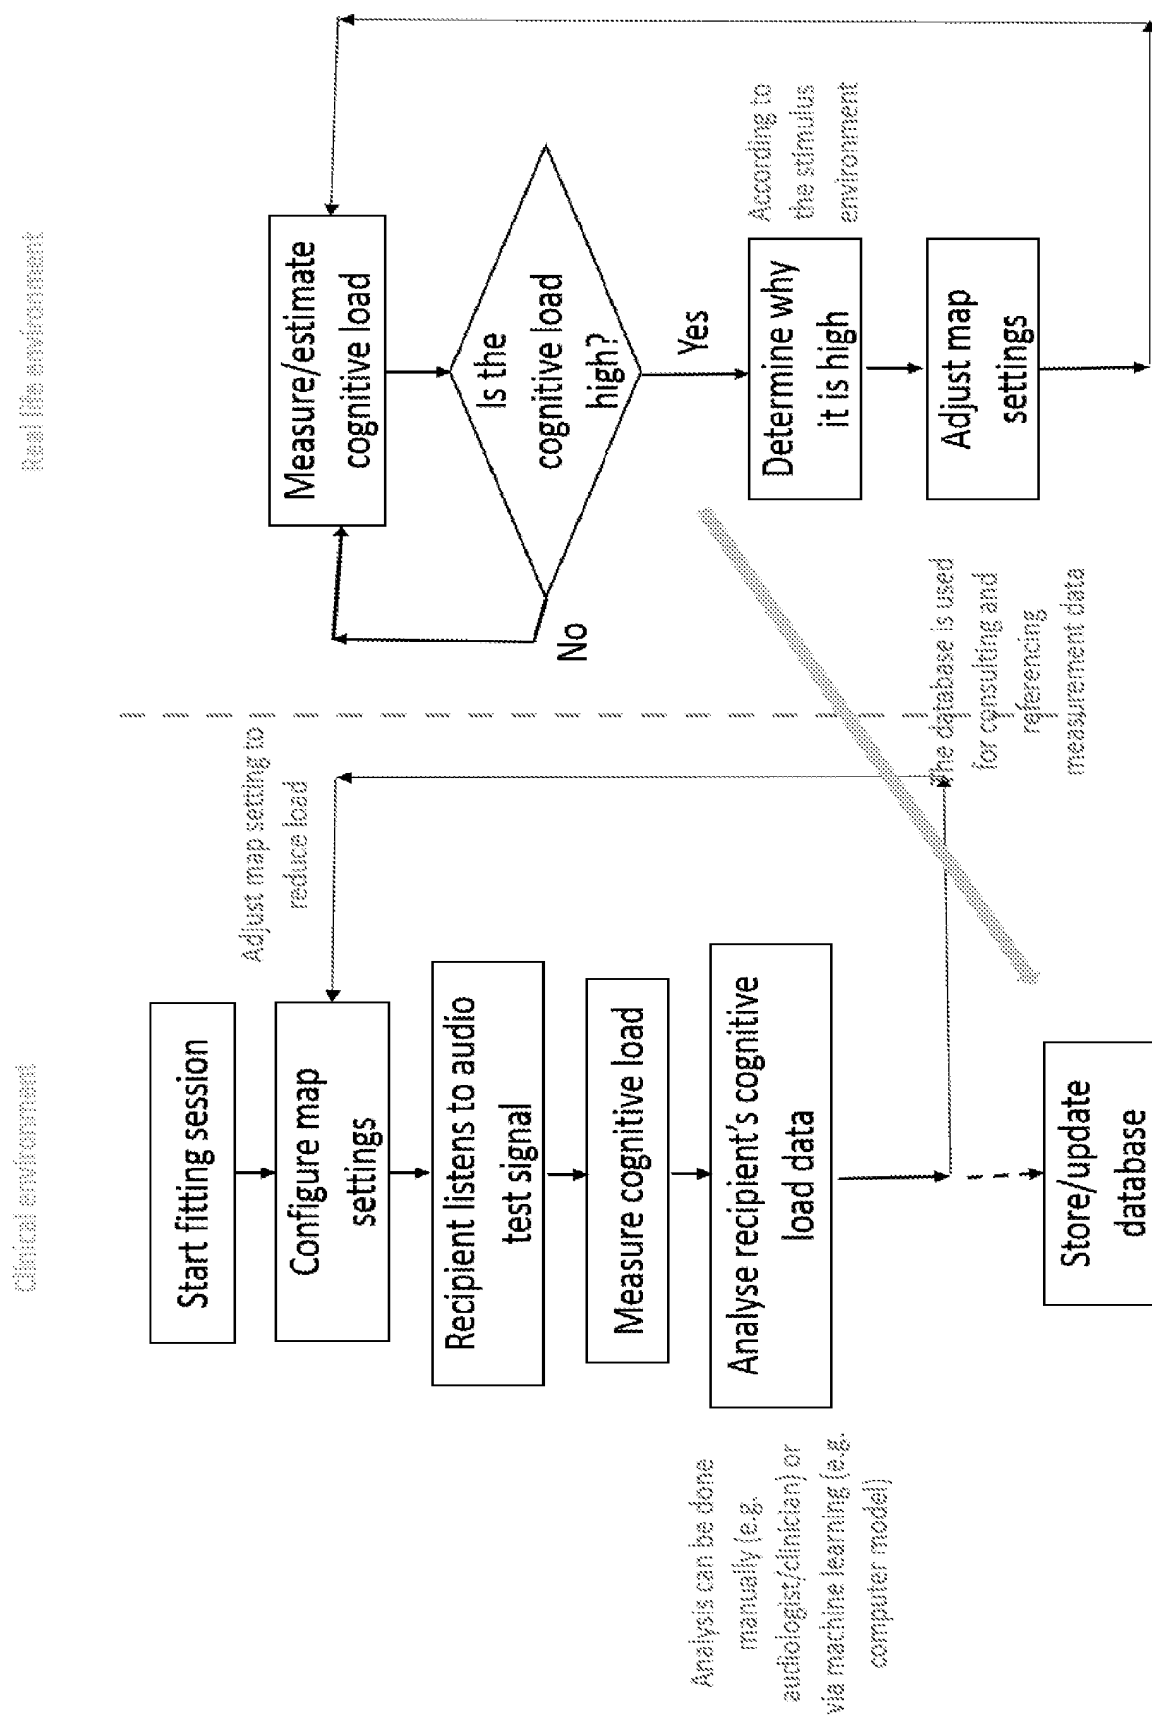 Clinical environment
Start fitting session
Configure map
settings
Adjust map setting to
reduce load
Recipient listens to audio
test signal
Measure cognitive load
Analyse recipient's cognitive
load data
Analysis can be done
manually (e.g.
audiologist/clinician) or
via machine learning (e.g.
computer model)
Store/update
database
The database is used
for consulting and
referencing
measurement data
Real life environment
Measure/estimate
cognitive load
Is the
cognitive load
high?
No
Yes
Determine why
it is high
According to
the stimulus
environment
Adjust map
settings